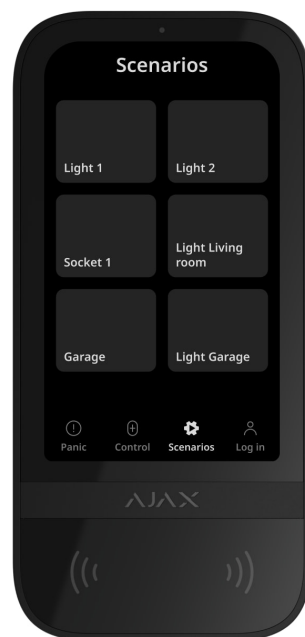 Scenarios
Light 1
Light 2
Socket 1
Light Living
room
Garage
Light Garage
Panic
Control
Scenarios
Log in
AJAX